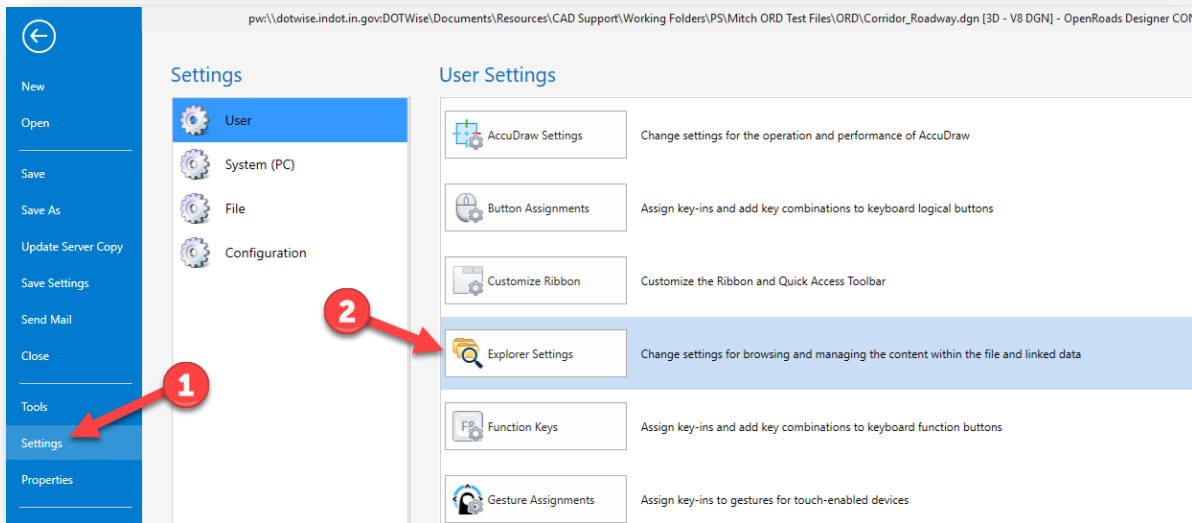 pw:\\dotwise.indot.in.gov:DOTWise\Documents\Resources\CAD Support\Working Folders\PS\Mitch ORD Test Files\ORD\Corridor_Roadway.dgn [3D - V8 DGN] - OpenRoads Designer CON
New
Open
Save
Save As
Update Server Copy
Save Settings
Send Mail
Close
Tools
Settings
Properties
1
Settings
User
System (PC)
File
Configuration
2
User Settings
AccuDraw Settings Change settings for the operation and performance of AccuDraw
Button Assignments Assign key-ins and add key combinations to keyboard logical buttons
Customize Ribbon Customize the Ribbon and Quick Access Toolbar
Explorer Settings Change settings for browsing and managing the content within the file and linked data
Function Keys Assign key-ins and add key combinations to keyboard function buttons
Gesture Assignments Assign key-ins to gestures for touch-enabled devices